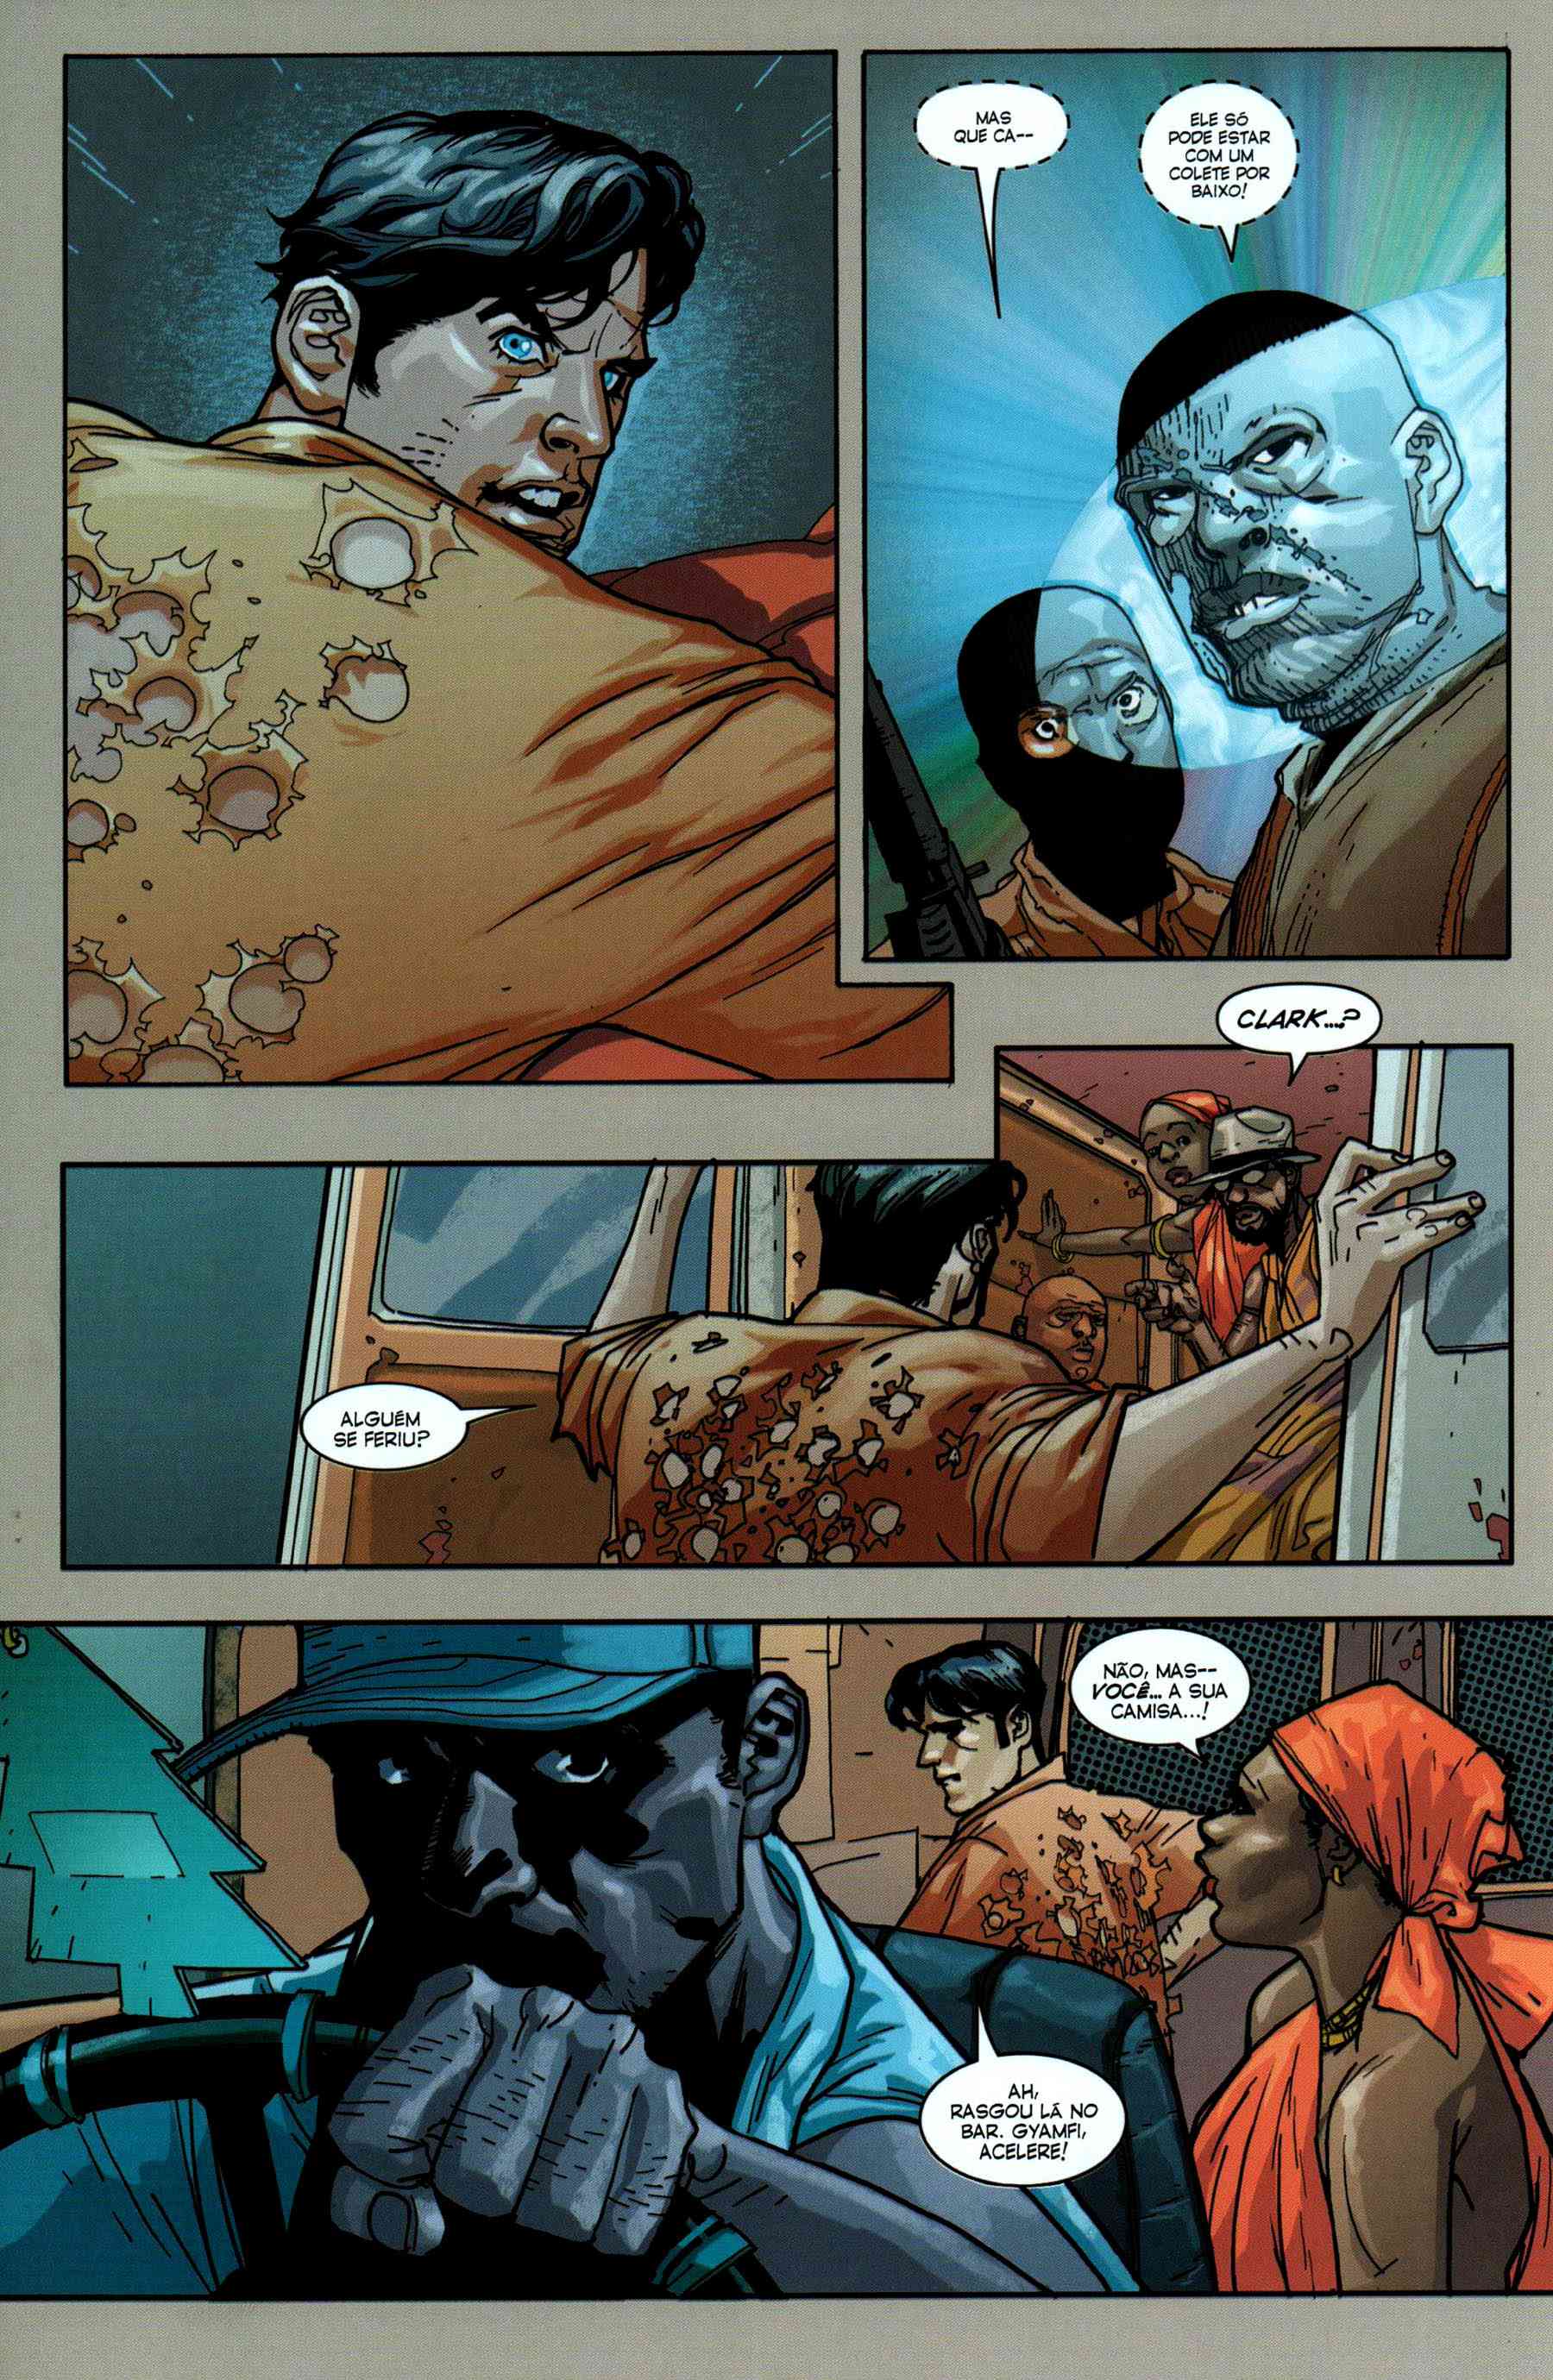 MAS
QUE CA--
ELE SÓ
PODE ESTAR
COM UM
COLETE POR
BAIXO!
CLARK...?
ALGUÉM
SE FERIU?
NÃO, MAS--
VOCÊ... A SUA
CAMISA...!
AH,
RASGOU LÁ NO
BAR. GYAMFI,
ACELERE!